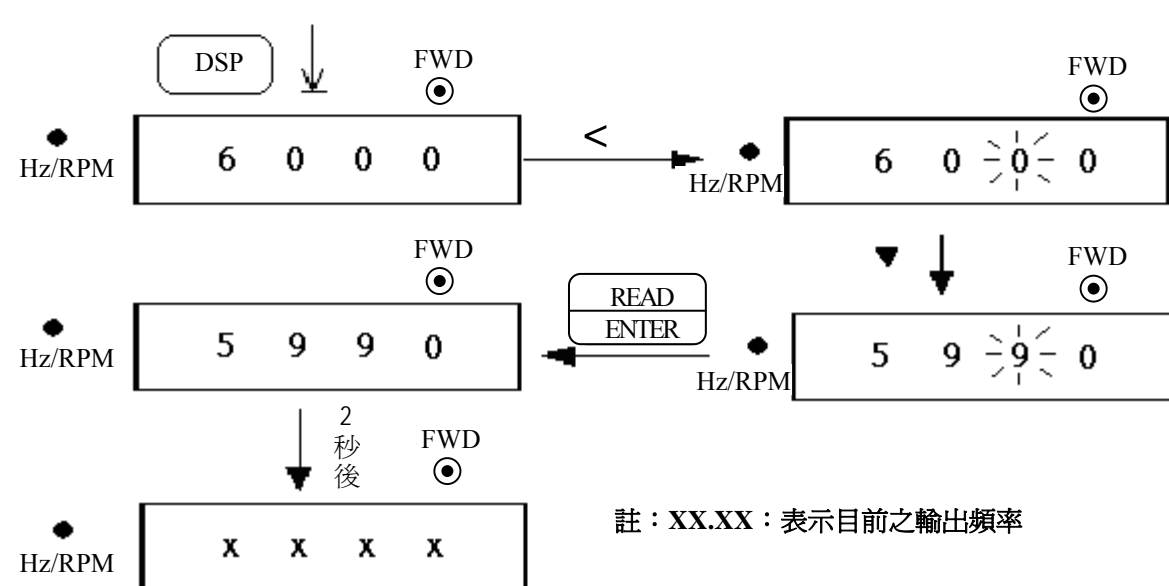 DSP
FWD
Hz/RPM
6 0 0 0
<
FWD
Hz/RPM
6 0 0 0
▼
FWD
Hz/RPM
5 9 9 0
READ
ENTER
FWD
Hz/RPM
5 9 9 0
2
秒
後
FWD
Hz/RPM
x x x x
註：XX.XX：表示目前之輸出頻率